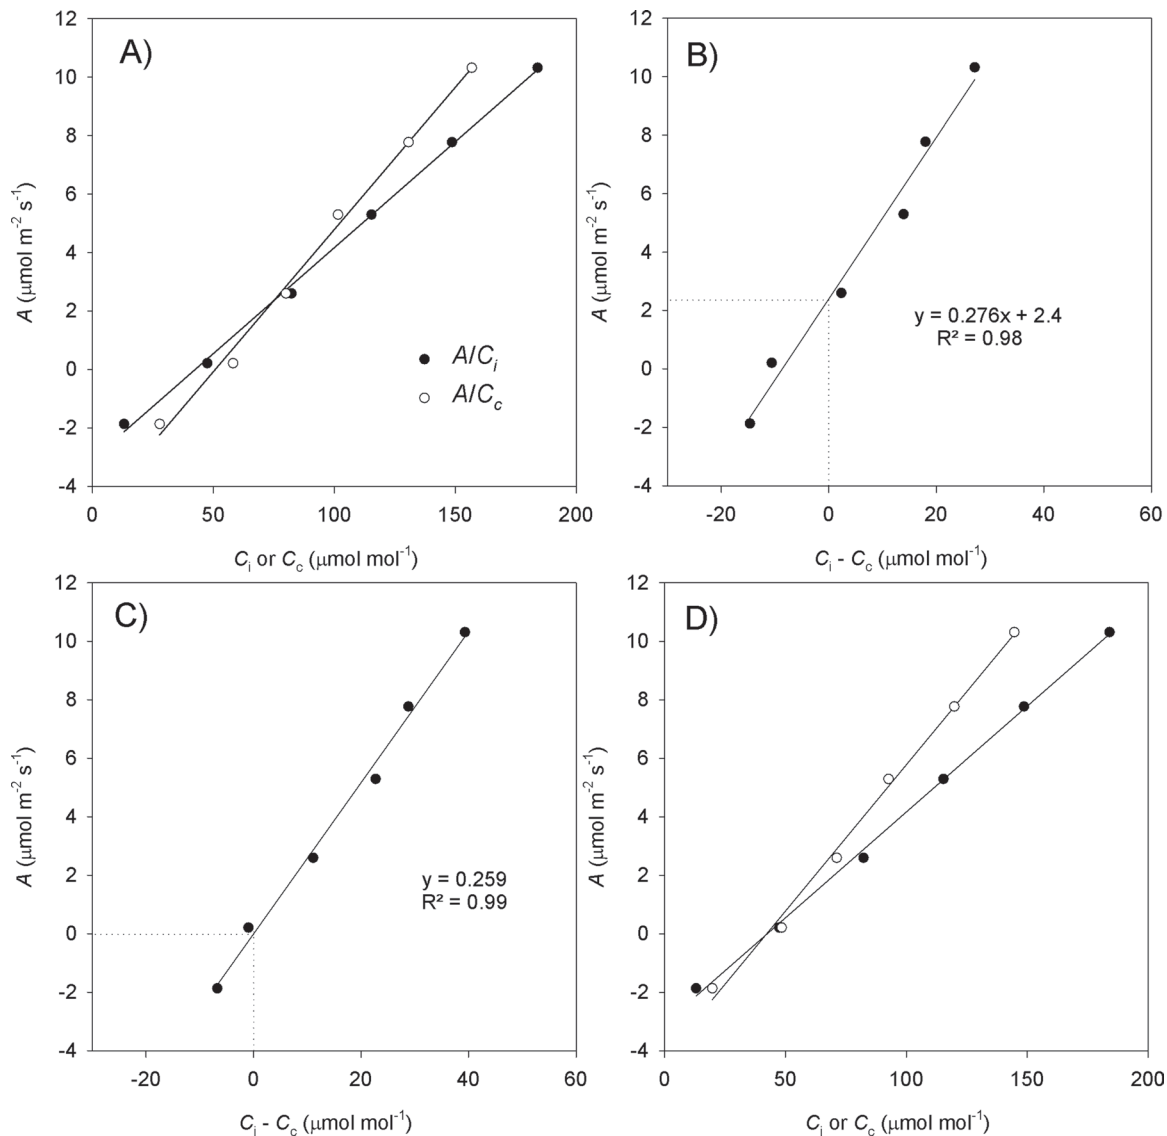 A)
12
10
8
6
4
2
0
-2
-4
A (μmol m-2 s-1)
A/Ci
A/Cc
0 50 100 150 200
Ci or Cc (μmol mol-1)
B)
12
10
8
6
4
2
0
-2
-4
A (μmol m-2 s-1)
y = 0.276x + 2.4
R² = 0.98
-20 0 20 40 60
Ci - Cc (μmol mol-1)
C)
12
10
8
6
4
2
0
-2
-4
A (μmol m-2 s-1)
y = 0.259
R² = 0.99
-20 0 20 40 60
Ci - Cc (μmol mol-1)
D)
12
10
8
6
4
2
0
-2
-4
A (μmol m-2 s-1)
0 50 100 150 200
Ci or Cc (μmol mol-1)